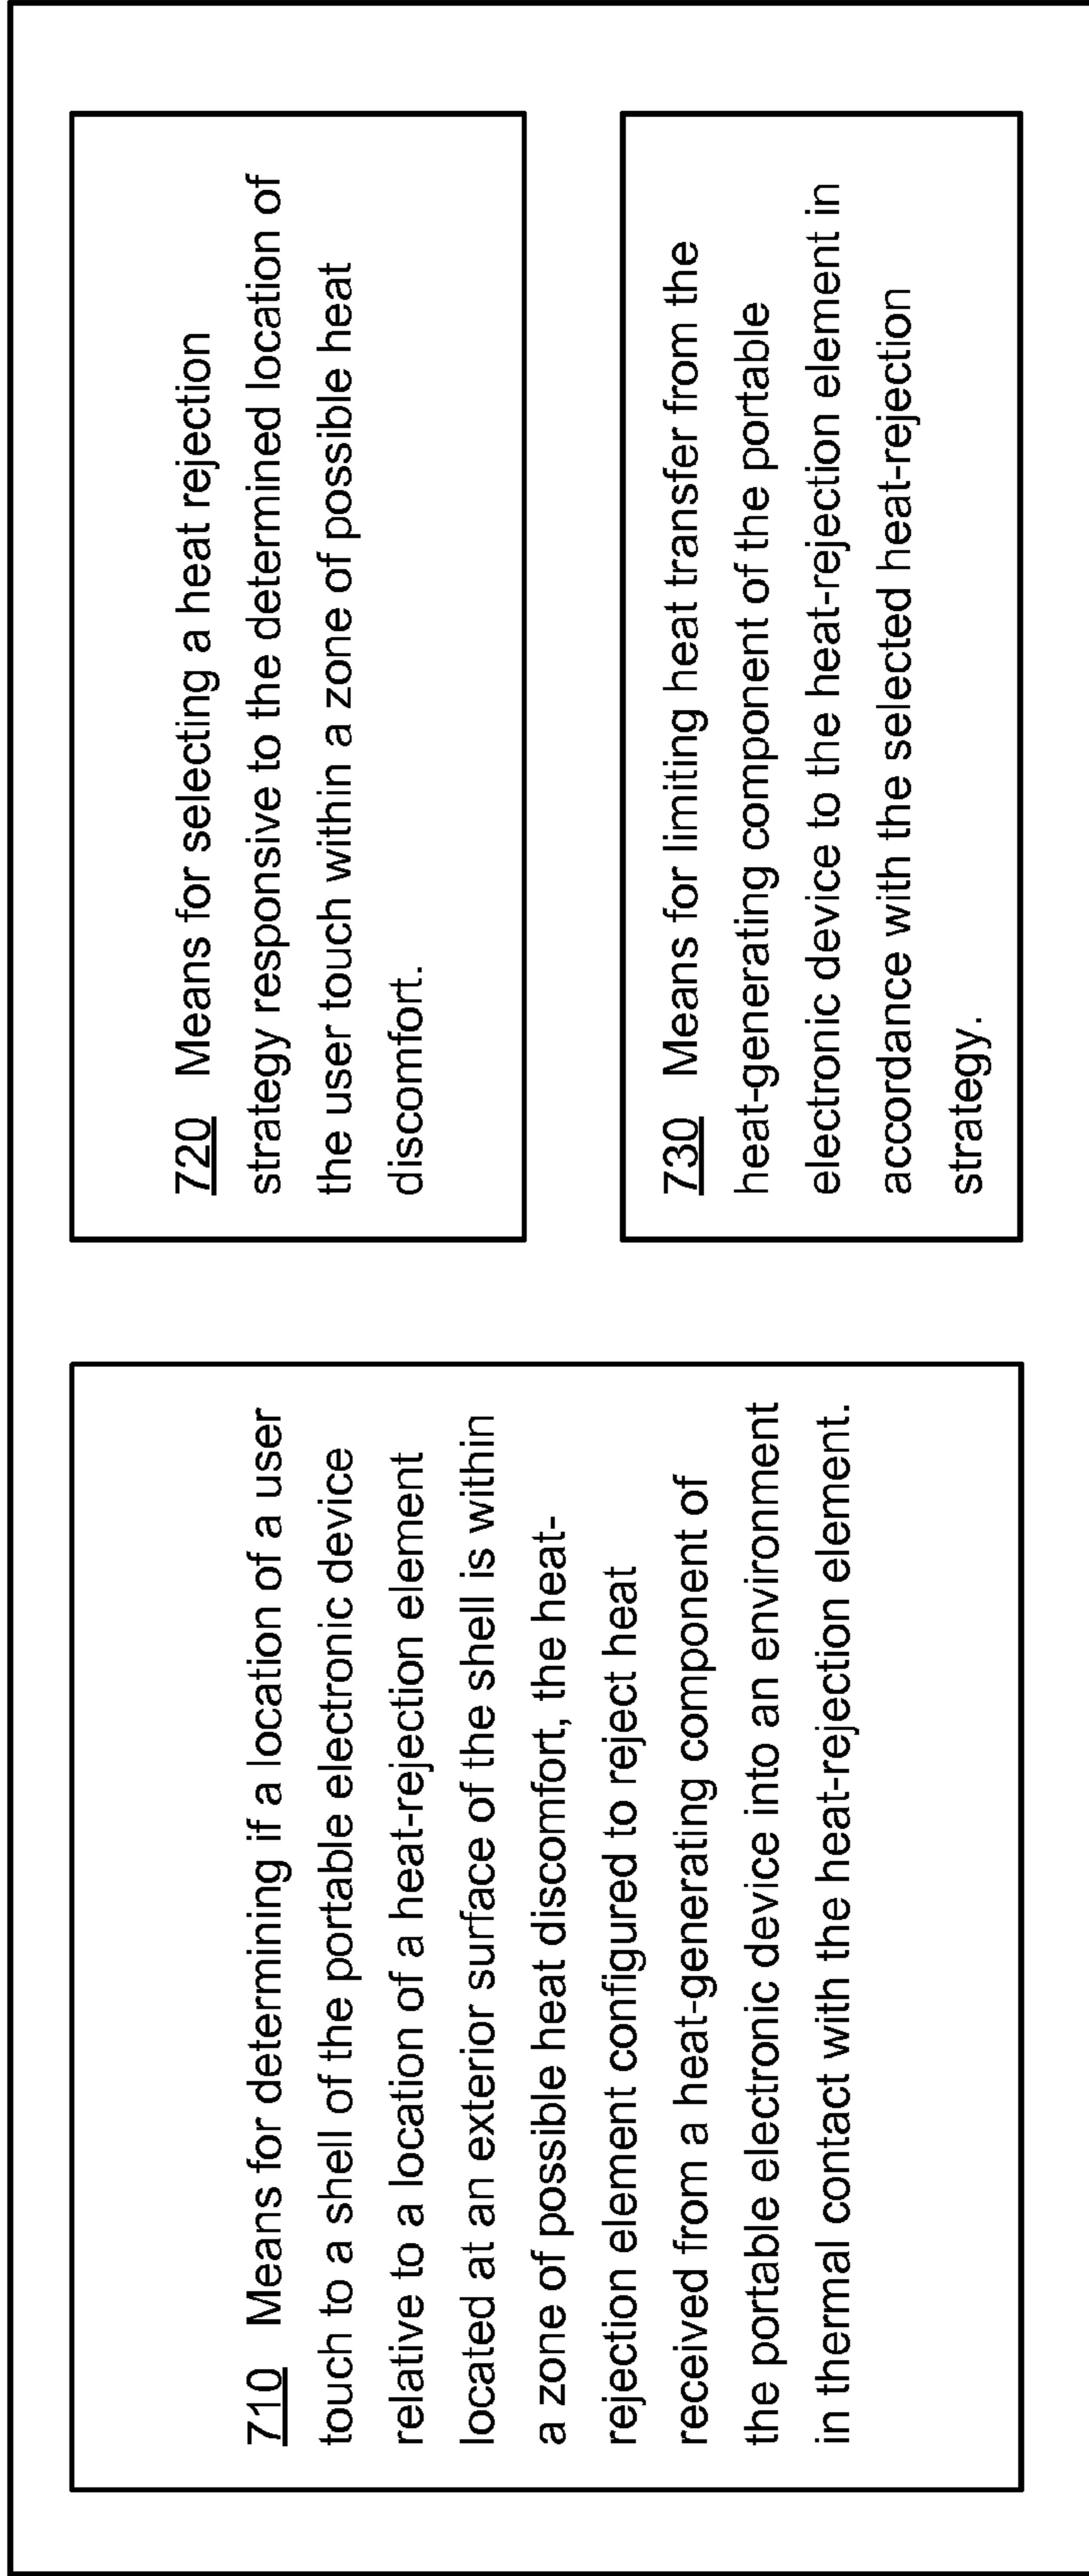 710 Means for determining if a location of a user
touch to a shell of the portable electronic device
relative to a location of a heat-rejection element
located at an exterior surface of the shell is within
a zone of possible heat discomfort, the heat-
rejection element configured to reject heat
received from a heat-generating component of
the portable electronic device into an environment
in thermal contact with the heat-rejection element.
720 Means for selecting a heat rejection
strategy responsive to the determined location of
the user touch within a zone of possible heat
discomfort.
730 Means for limiting heat transfer from the
heat-generating component of the portable
electronic device to the heat-rejection element in
accordance with the selected heat-rejection
strategy.